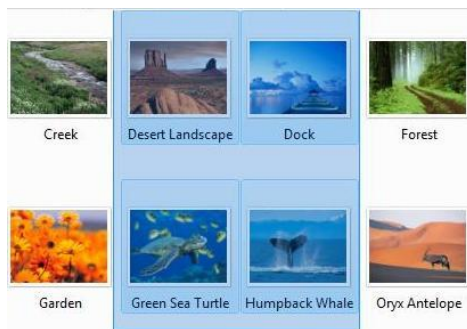 Creek
Desert Landscape
Dock
Forest
Garden
Green Sea Turtle
Humpback Whale
Oryx Antelope